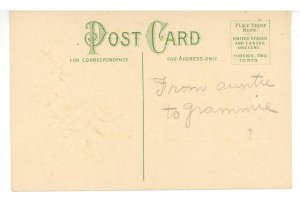 POST CARD
FOR CORRESPONDENCE
FOR ADDRESS ONLY
PLACE STAMP
HERE
UNITED STATES
AND CANADA
ONE CENT
FOREIGN, TWO
CENTS.
From auntie
to grammie